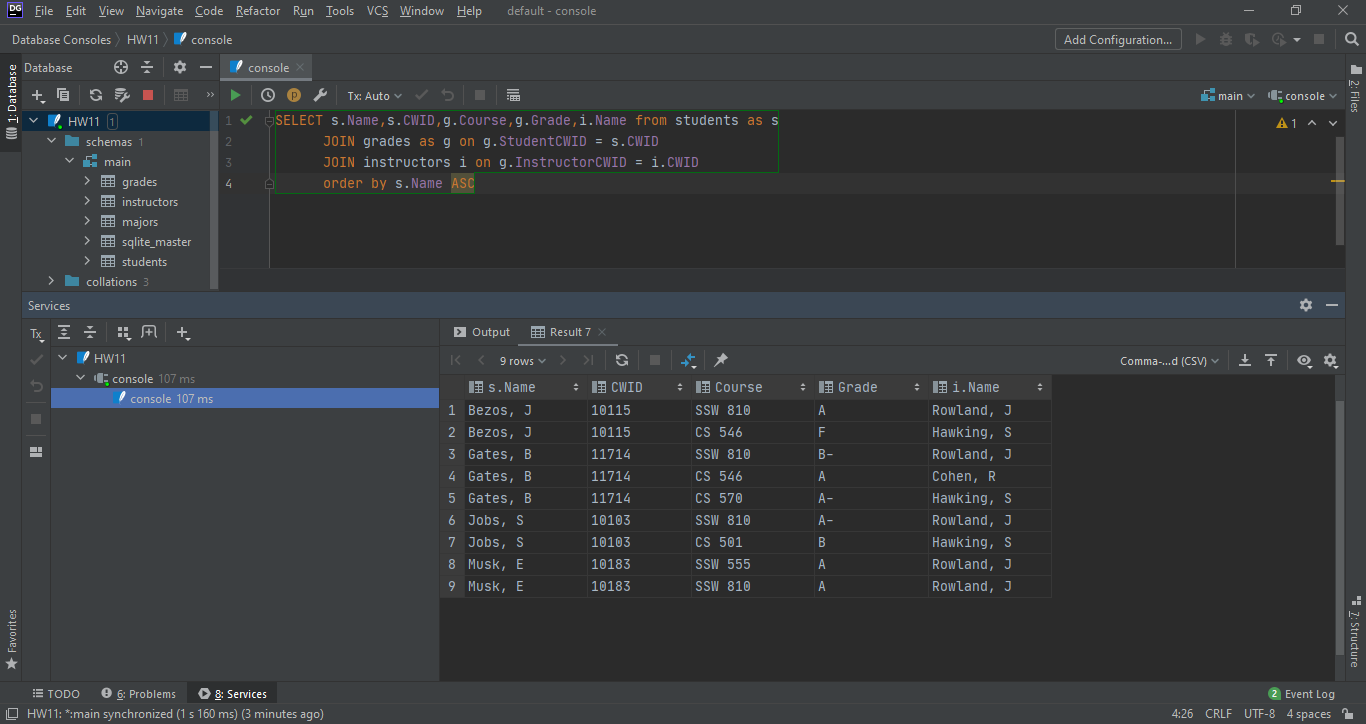 DG File Edit View Navigate Code Refactor Run Tools VCS Window Help default - console
Database Consoles HW11 console Add Configuration...
1: Database
Database
console
Tx: Auto
main console
HW11 1
schemas 1
main
grades
instructors
majors
sqlite_master
students
collations 3
1 SELECT s.Name,s.CWID,g.Course,g.Grade,i.Name from students as s
2 JOIN grades as g on g.StudentCWID = s.CWID
3 JOIN instructors i on g.InstructorCWID = i.CWID
4 order by s.Name ASC
1
2: Files
Services
Tx
HW11
console 107 ms
console 107 ms
Output Result 7
9 rows Comma-...d (CSV)
s.Name CWID Course Grade i.Name
1 Bezos, J 10115 SSW 810 A Rowland, J
2 Bezos, J 10115 CS 546 F Hawking, S
3 Gates, B 11714 SSW 810 B- Rowland, J
4 Gates, B 11714 CS 546 A Cohen, R
5 Gates, B 11714 CS 570 A- Hawking, S
6 Jobs, S 10103 SSW 810 A- Rowland, J
7 Jobs, S 10103 CS 501 B Hawking, S
8 Musk, E 10183 SSW 555 A Rowland, J
9 Musk, E 10183 SSW 810 A Rowland, J
Favorites
7: Structure
TODO 6: Problems 8: Services 2 Event Log
HW11: *:main synchronized (1 s 160 ms) (3 minutes ago) 4:26 CRLF UTF-8 4 spaces